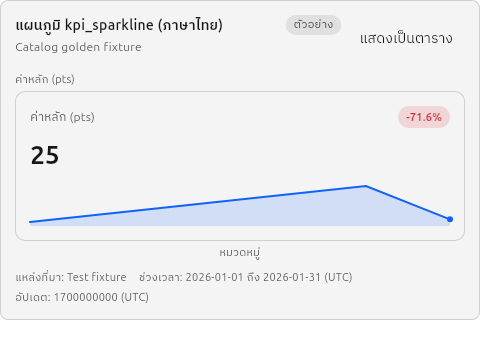 แผนภูมิ kpi_sparkline (ภาษาไทย)
ตัวอย่าง
แสดงเป็นตาราง
Catalog golden fixture
ค่าหลัก (pts)
ค่าหลัก (pts)
-71.6%
25
หมวดหมู่
แหล่งที่มา: Test fixture ช่วงเวลา: 2026-01-01 ถึง 2026-01-31 (UTC)
อัปเดต: 1700000000 (UTC)